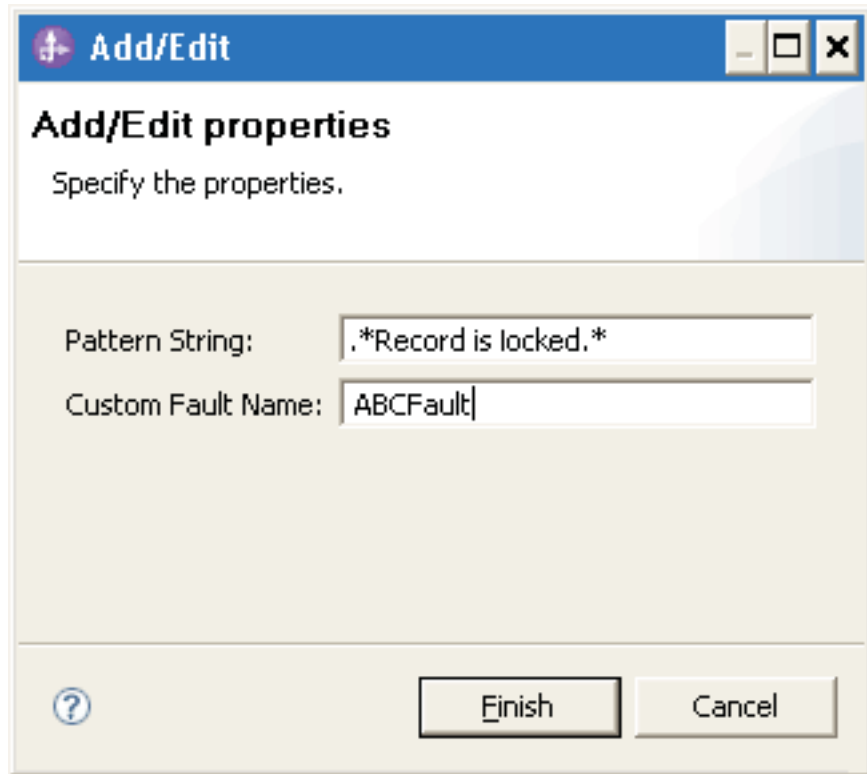 Add/Edit
Add/Edit properties
Specify the properties.
Pattern String: .*Record is locked.*
Custom Fault Name: ABCFault
?
Finish Cancel